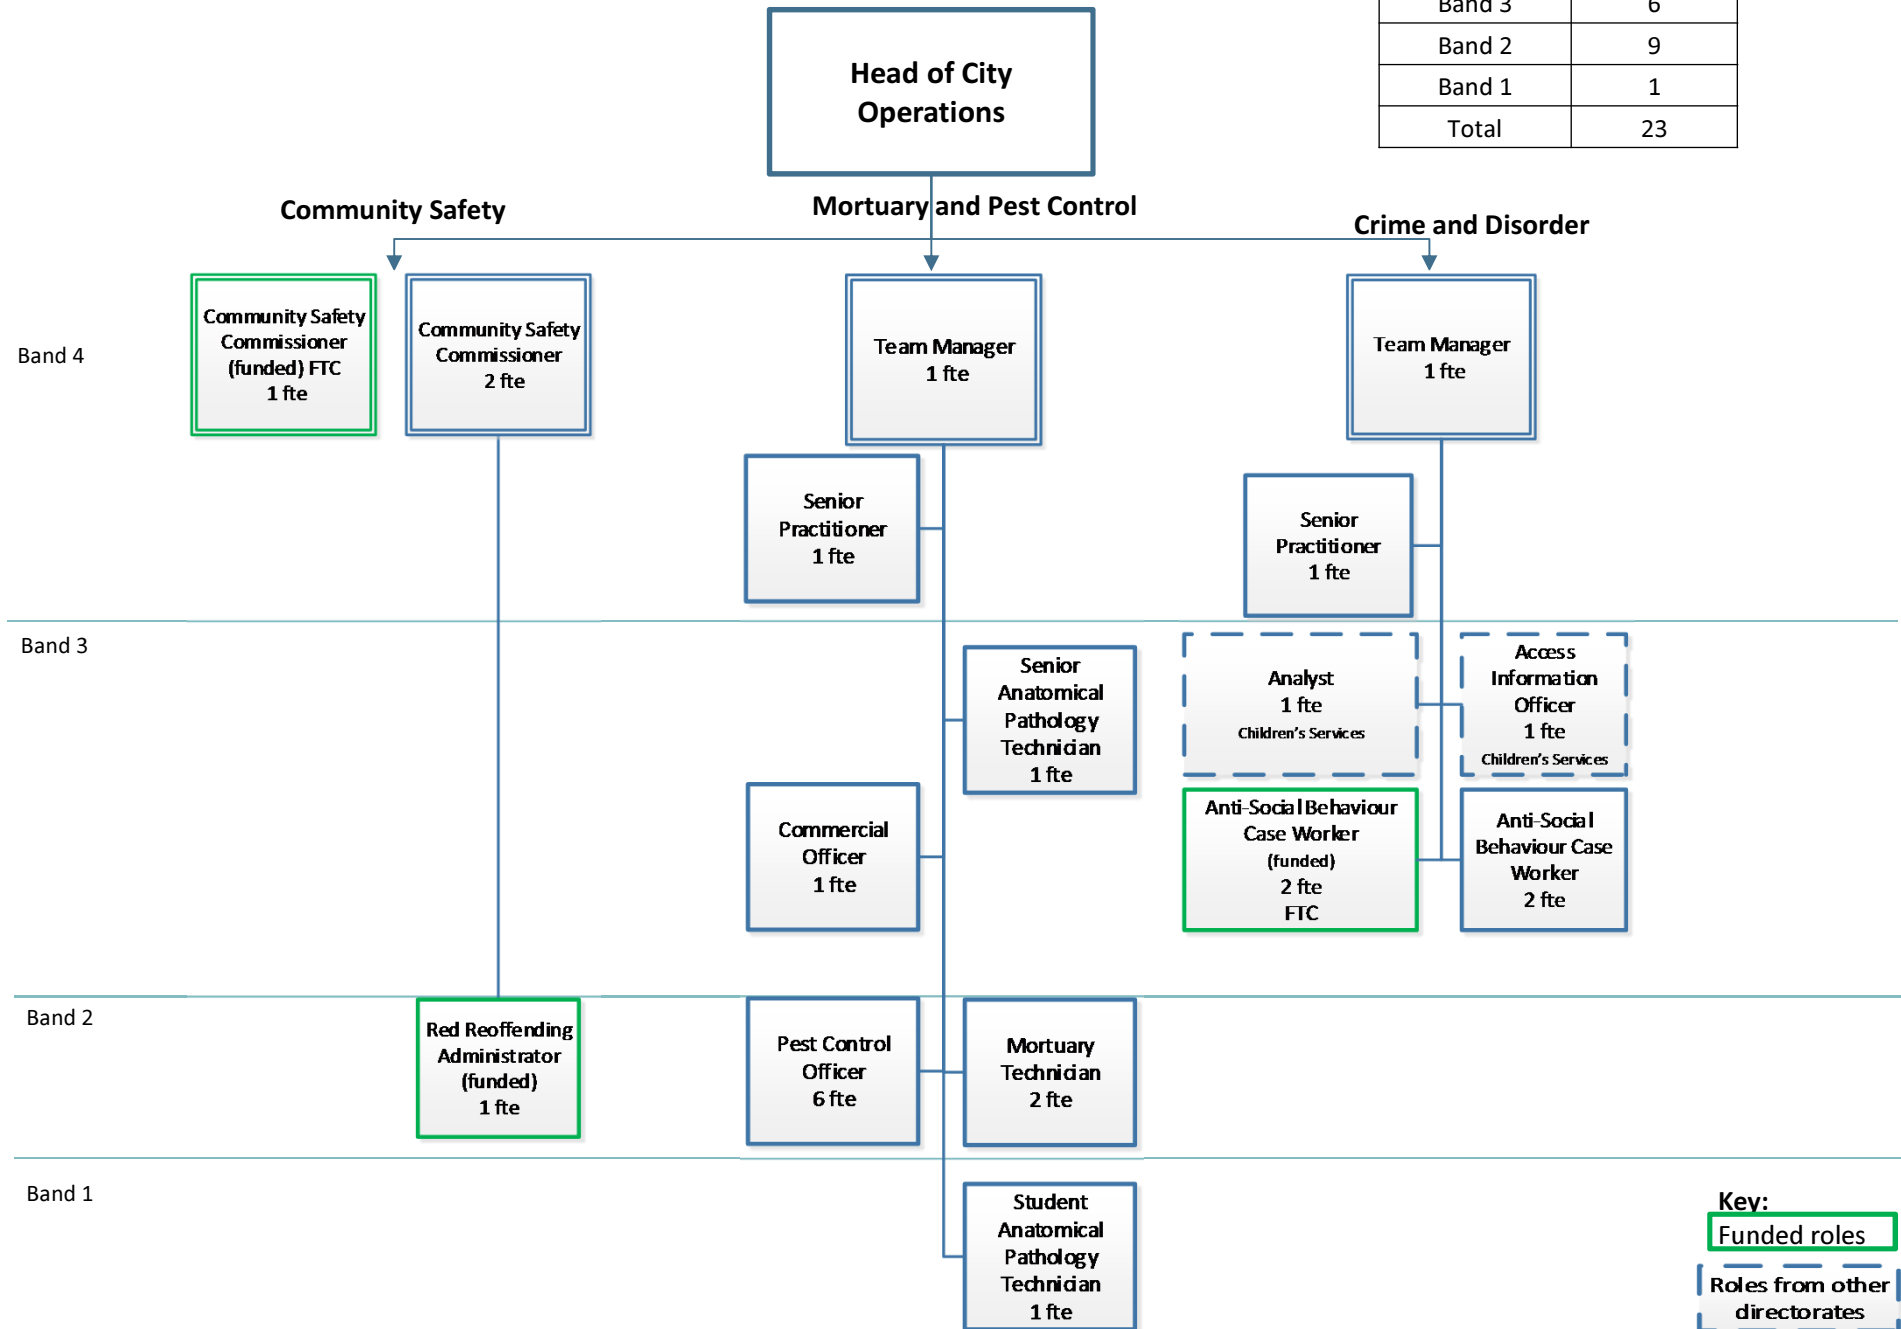 Band 3 6
Band 2 9
Band 1 1
Total 23
Head of City
Operations
Community Safety
Mortuary and Pest Control
Crime and Disorder
Band 4
Community Safety
Commissioner
(funded) FTC
1 fte
Community Safety
Commissioner
2 fte
Team Manager
1 fte
Team Manager
1 fte
Senior
Practitioner
1 fte
Senior
Practitioner
1 fte
Band 3
Senior
Anatomical
Pathology
Technician
1 fte
Analyst
1 fte
Children's Services
Access
Information
Officer
1 fte
Children's Services
Commercial
Officer
1 fte
Anti-Social Behaviour
Case Worker
(funded)
2 fte
FTC
Anti-Social
Behaviour Case
Worker
2 fte
Band 2
Red Reoffending
Administrator
(funded)
1 fte
Pest Control
Officer
6 fte
Mortuary
Technician
2 fte
Band 1
Student
Anatomical
Pathology
Technician
1 fte
Key:
Funded roles
Roles from other
directorates